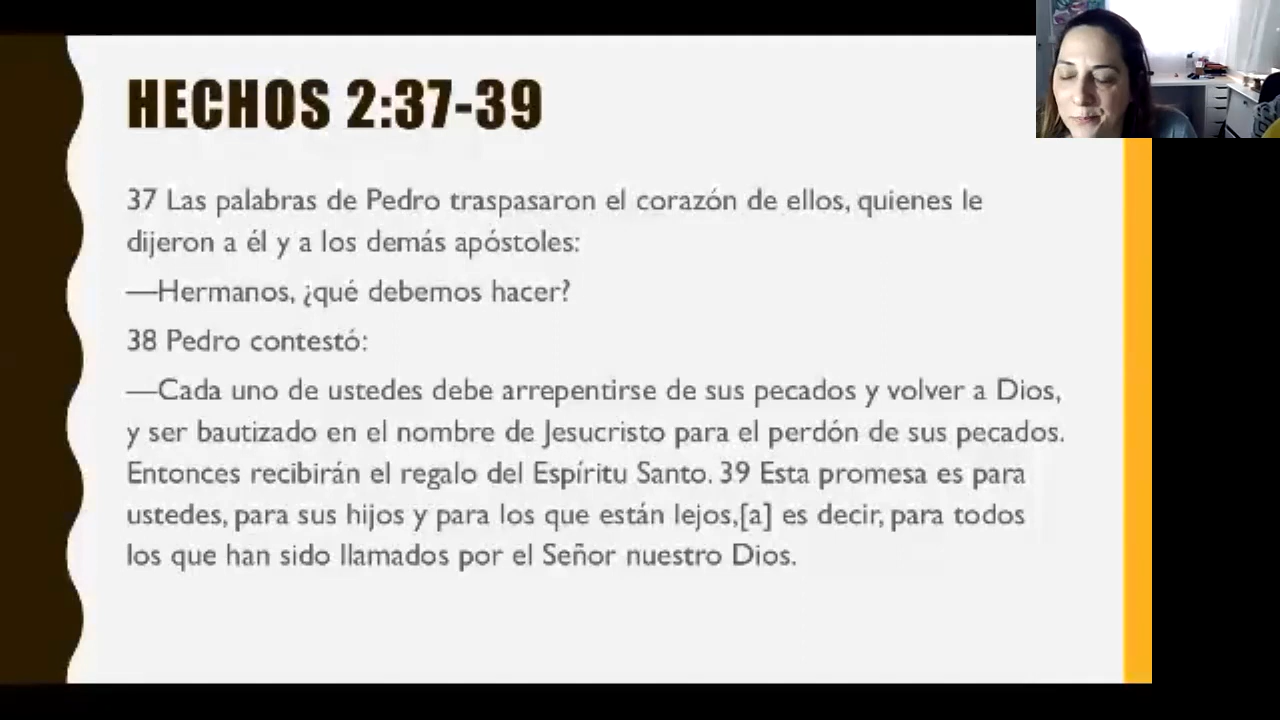 HECHOS 2:37-39
37 Las palabras de Pedro traspasaron el corazón de ellos, quienes le
dijeron a él y a los demás apóstoles:
—Hermanos, ¿qué debemos hacer?
38 Pedro contestó:
—Cada uno de ustedes debe arrepentirse de sus pecados y volver a Dios,
y ser bautizado en el nombre de Jesucristo para el perdón de sus pecados.
Entonces recibirán el regalo del Espíritu Santo. 39 Esta promesa es para
ustedes, para sus hijos y para los que están lejos,[a] es decir, para todos
los que han sido llamados por el Señor nuestro Dios.